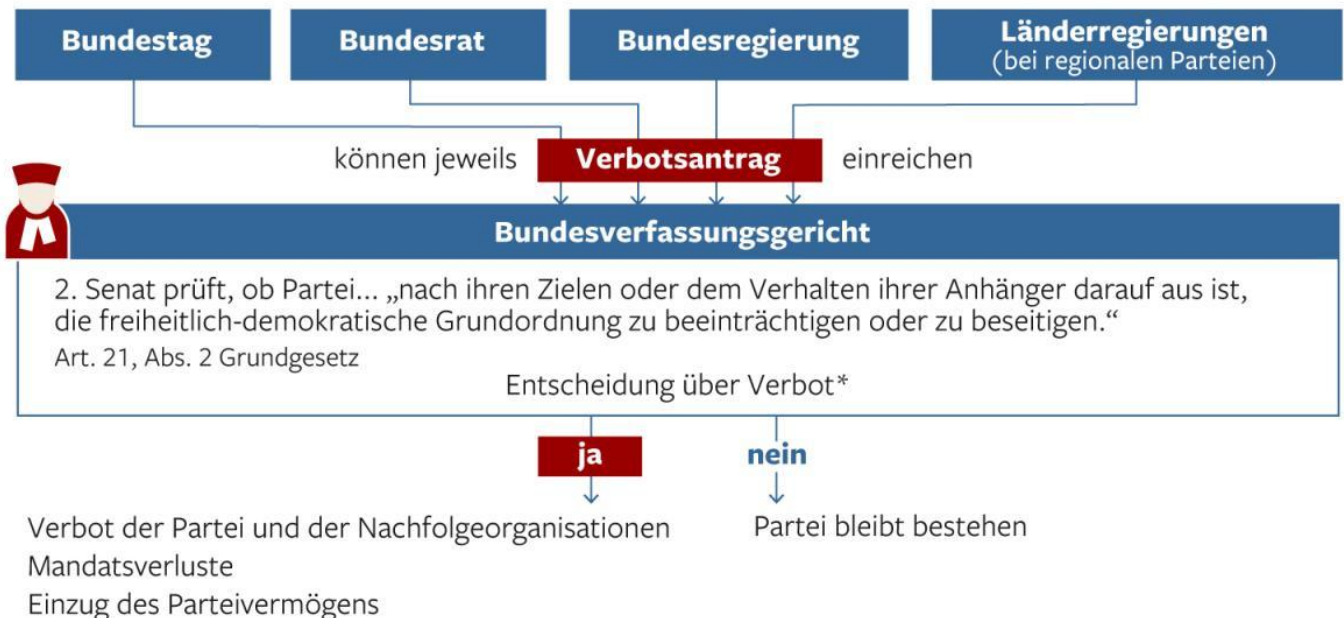 Bundestag
Bundesrat
Bundesregierung
Länderregierungen
(bei regionalen Parteien)
können jeweils Verbotsantrag einreichen
Bundesverfassungsgericht
2. Senat prüft, ob Partei... „nach ihren Zielen oder dem Verhalten ihrer Anhänger darauf aus ist,
die freiheitlich-demokratische Grundordnung zu beeinträchtigen oder zu beseitigen.“
Art. 21, Abs. 2 Grundgesetz
Entscheidung über Verbot*
ja
nein
Verbot der Partei und der Nachfolgeorganisationen
Mandatsverluste
Einzug des Parteivermögens
Partei bleibt bestehen